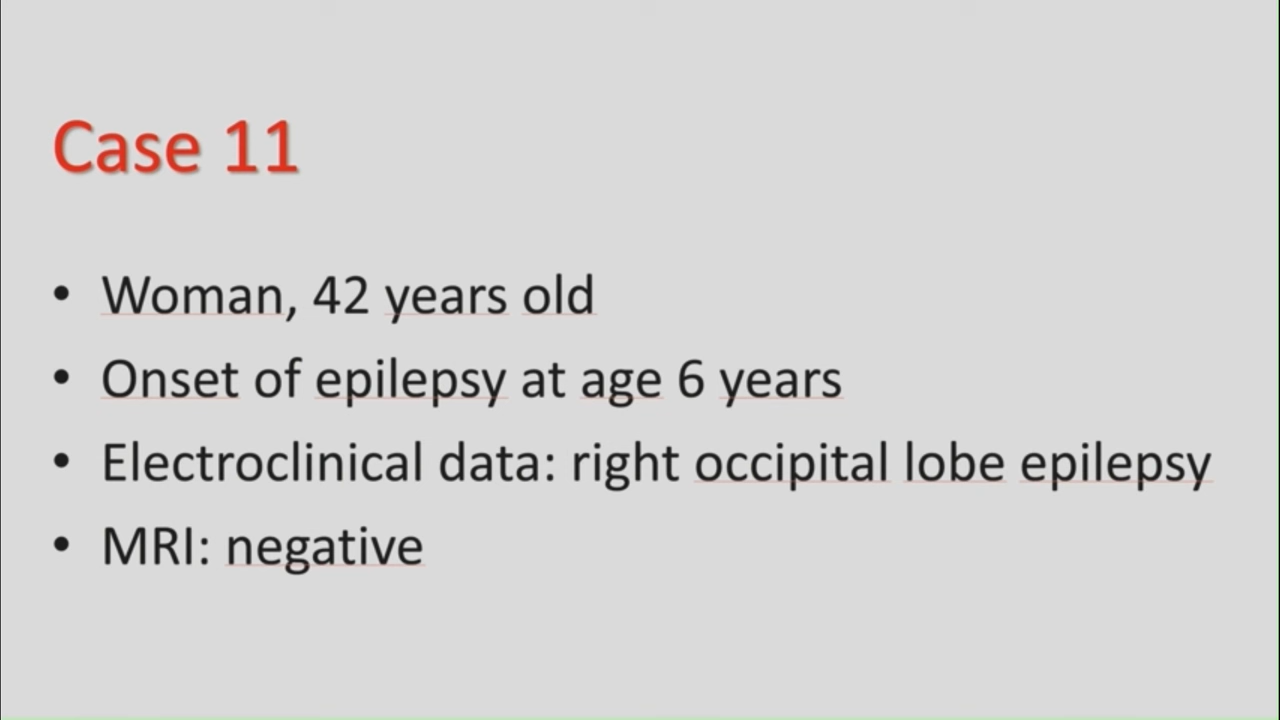 Case 11
• Woman, 42 years old
• Onset of epilepsy at age 6 years
• Electroclinical data: right occipital lobe epilepsy
• MRI: negative